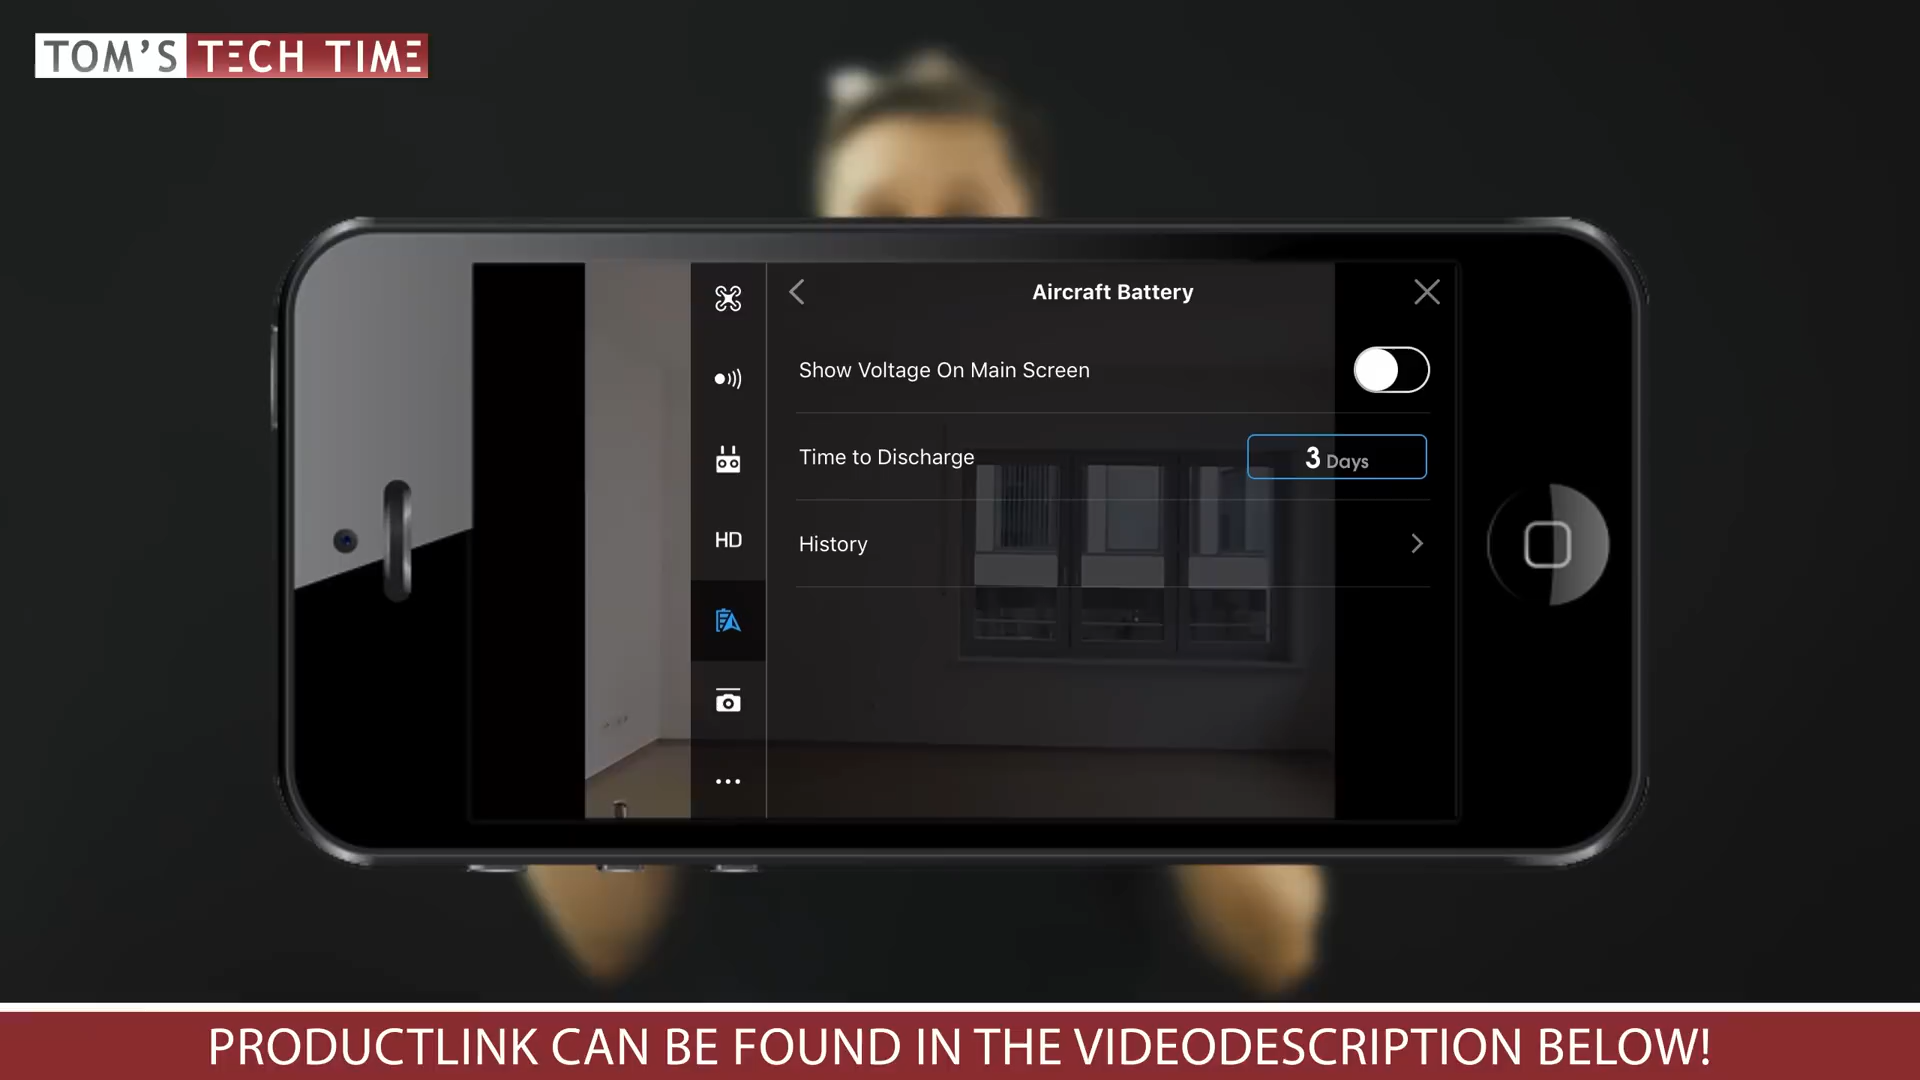 TOM'S TECH TIME
Aircraft Battery
Show Voltage On Main Screen
Time to Discharge
3 Days
HD
History
PRODUCTLINK CAN BE FOUND IN THE VIDEODESCRIPTION BELOW!